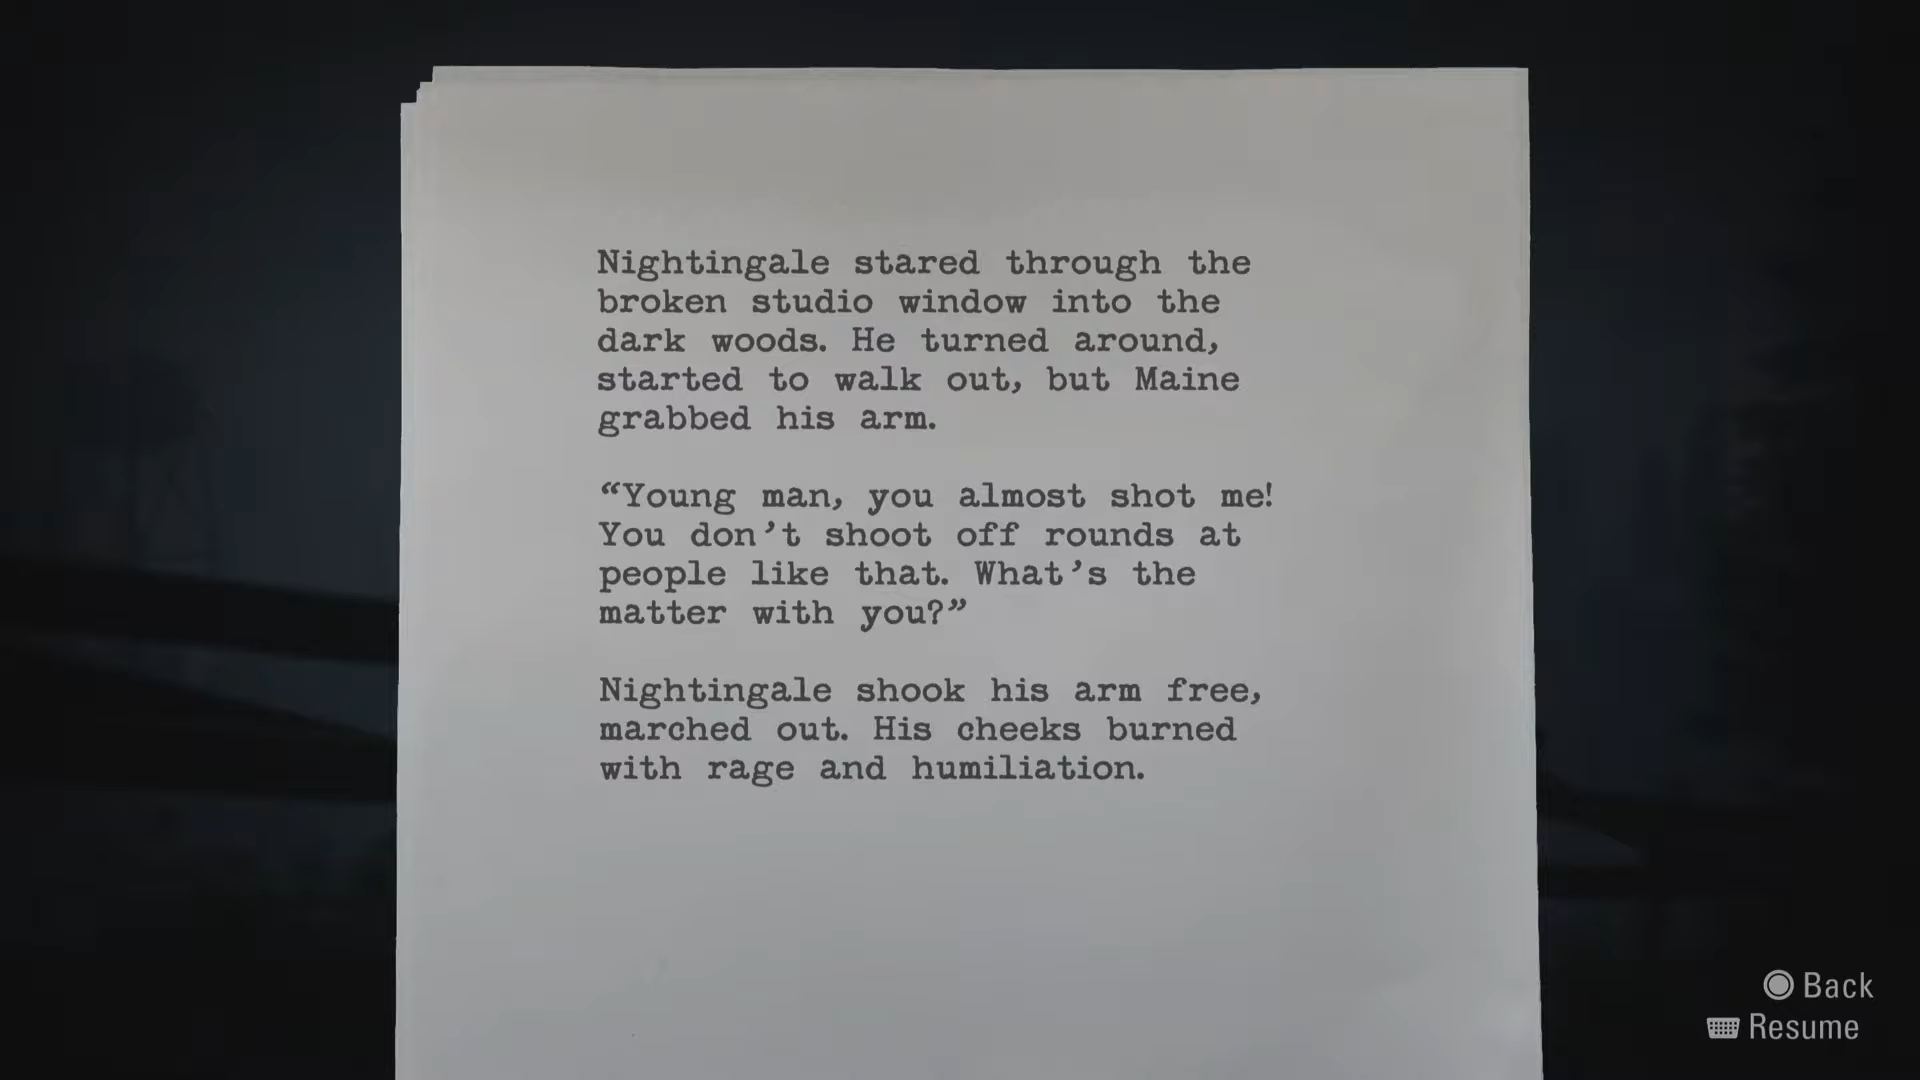 Nightingale stared through the
broken studio window into the
dark woods. He turned around,
started to walk out, but Maine
grabbed his arm.
“Young man, you almost shot me!
You don’t shoot off rounds at
people like that. What’s the
matter with you?”
Nightingale shook his arm free,
marched out. His cheeks burned
with rage and humiliation.
Back
Resume